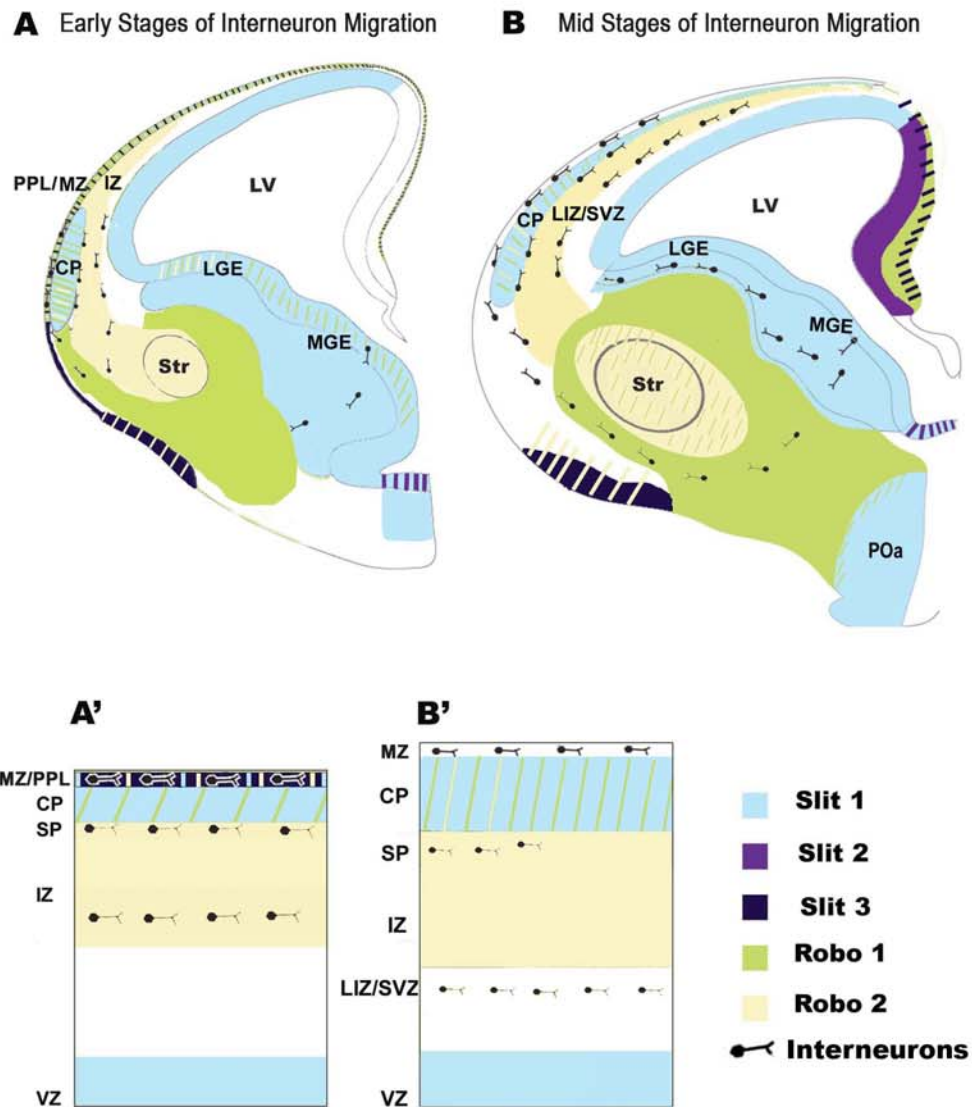 A Early Stages of Interneuron Migration
B Mid Stages of Interneuron Migration
PPL/MZ IZ
LV
CP
LGE
MGE
Str
CP
LIZ/SVZ
LV
LGE
MGE
Str
POa
A'
MZ/PPL
CP
SP
IZ
VZ
B'
MZ
CP
SP
IZ
LIZ/SVZ
VZ
Slit 1
Slit 2
Slit 3
Robo 1
Robo 2
Interneurons